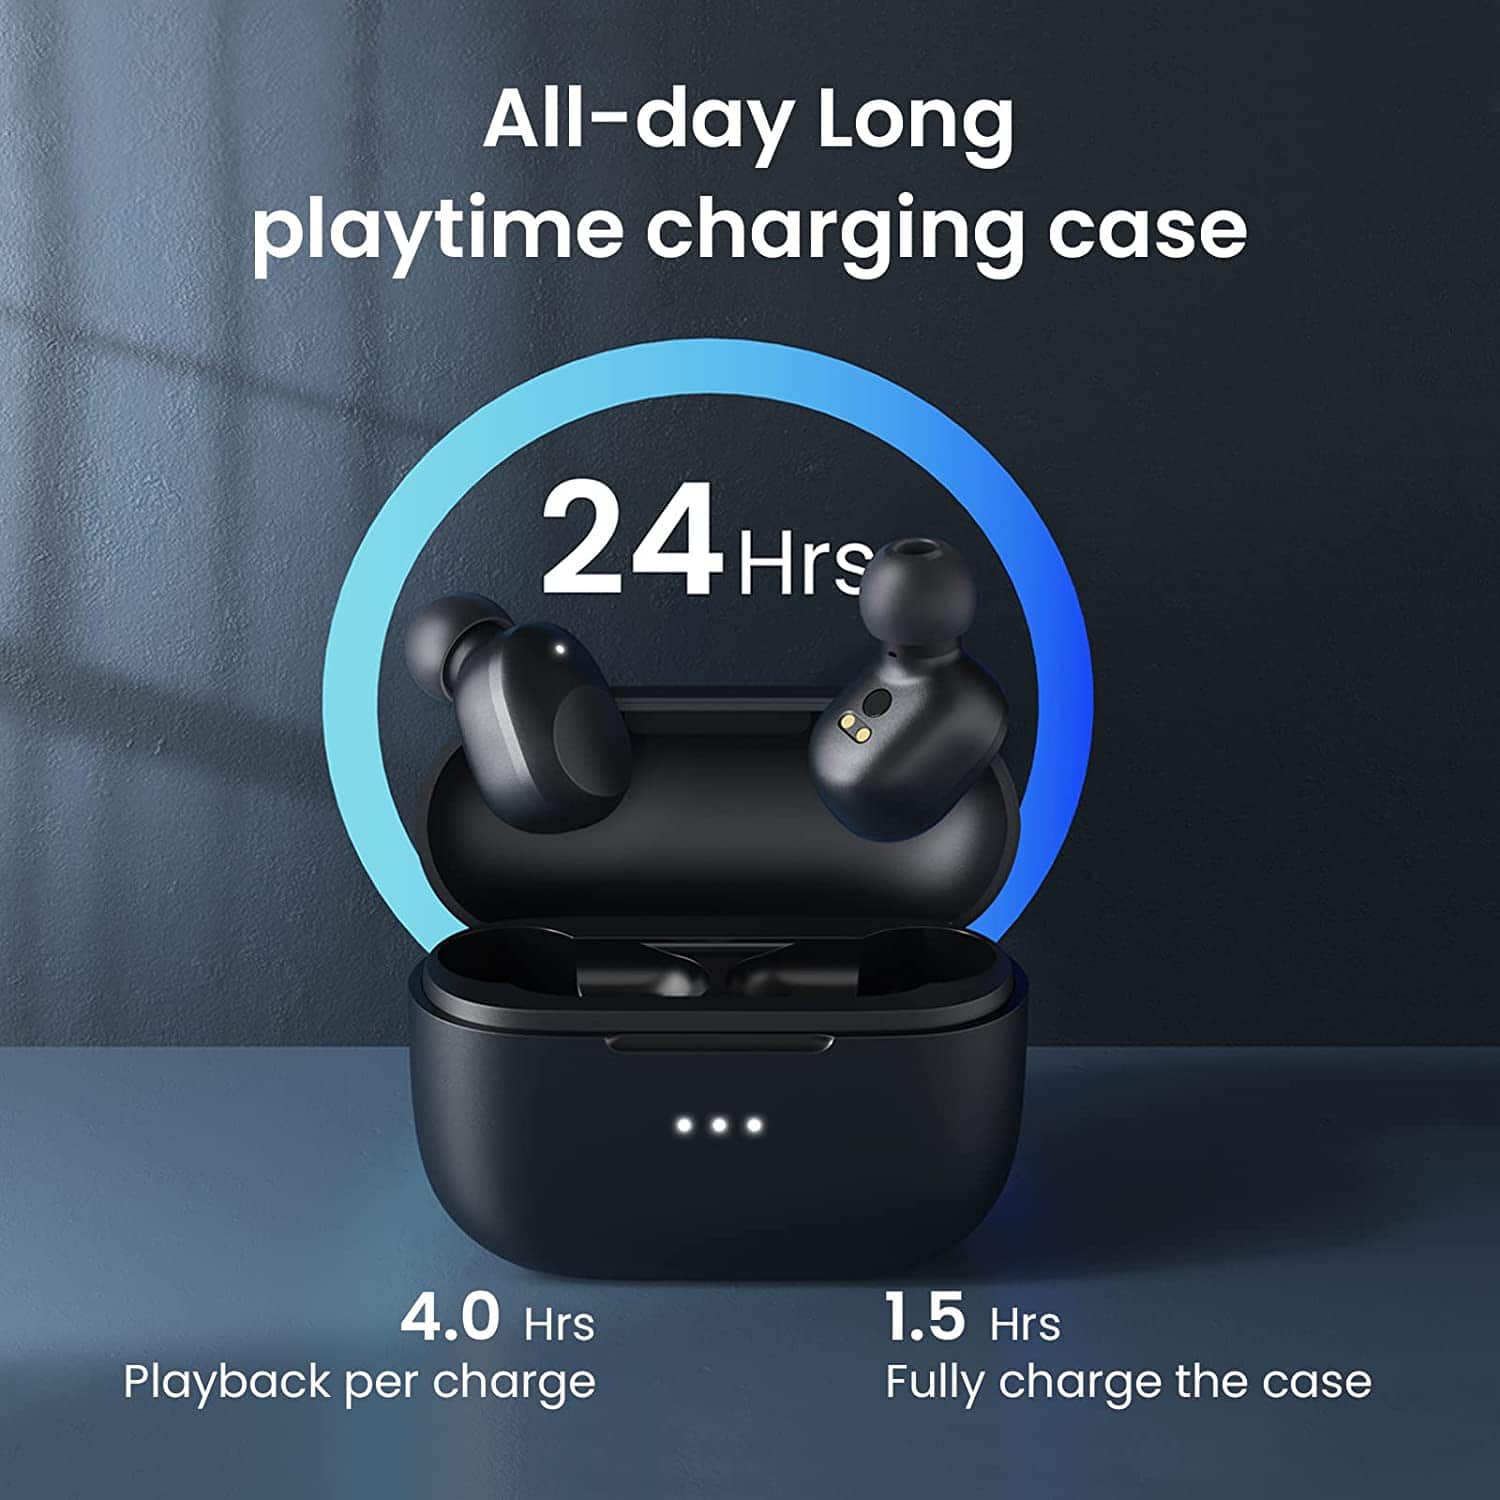 All-day Long
playtime charging case
24 Hrs
4.0 Hrs
Playback per charge
1.5 Hrs
Fully charge the case